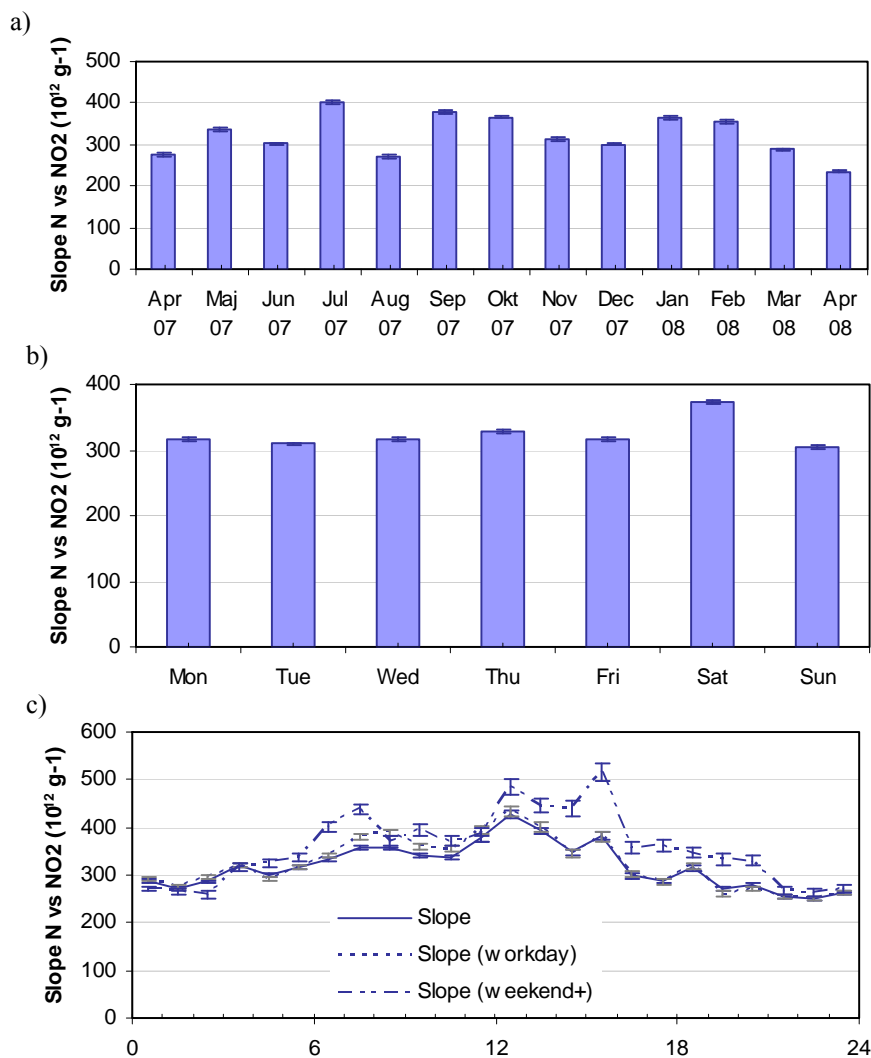 a)
Slope N vs NO2 (10¹² g-1)
500
400
300
200
100
0
Apr Maj Jun Jul Aug Sep Okt Nov Dec Jan Feb Mar Apr
07 07 07 07 07 07 07 07 07 08 08 08 08
b)
Slope N vs NO2 (10¹² g-1)
400
300
200
100
0
Mon Tue Wed Thu Fri Sat Sun
c)
Slope N vs NO2 (10¹² g-1)
600
500
400
300
200
100
0
Slope
Slope (workday)
Slope (weekend+)
0 6 12 18 24